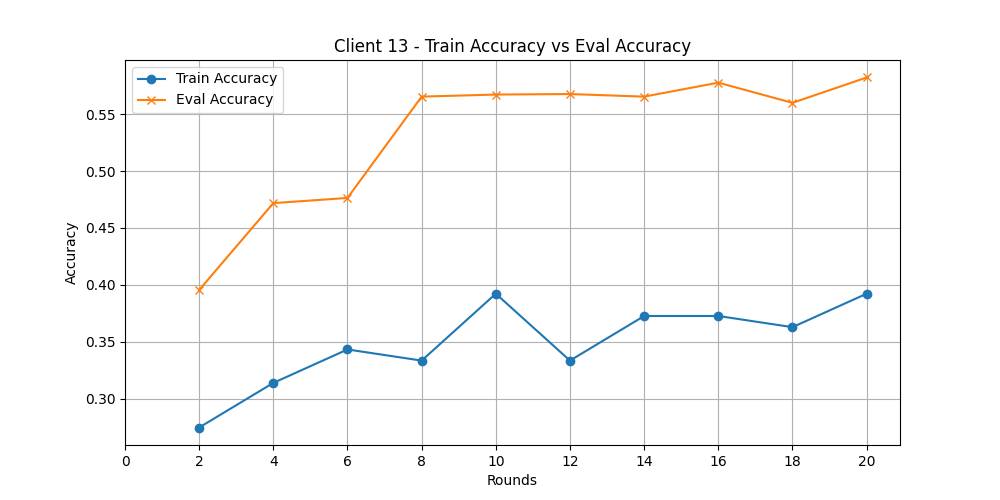 Client 13 - Train Accuracy vs Eval Accuracy
Train Accuracy
Eval Accuracy
Accuracy
0.55
0.50
0.45
0.40
0.35
0.30
0 2 4 6 8 10 12 14 16 18 20
Rounds